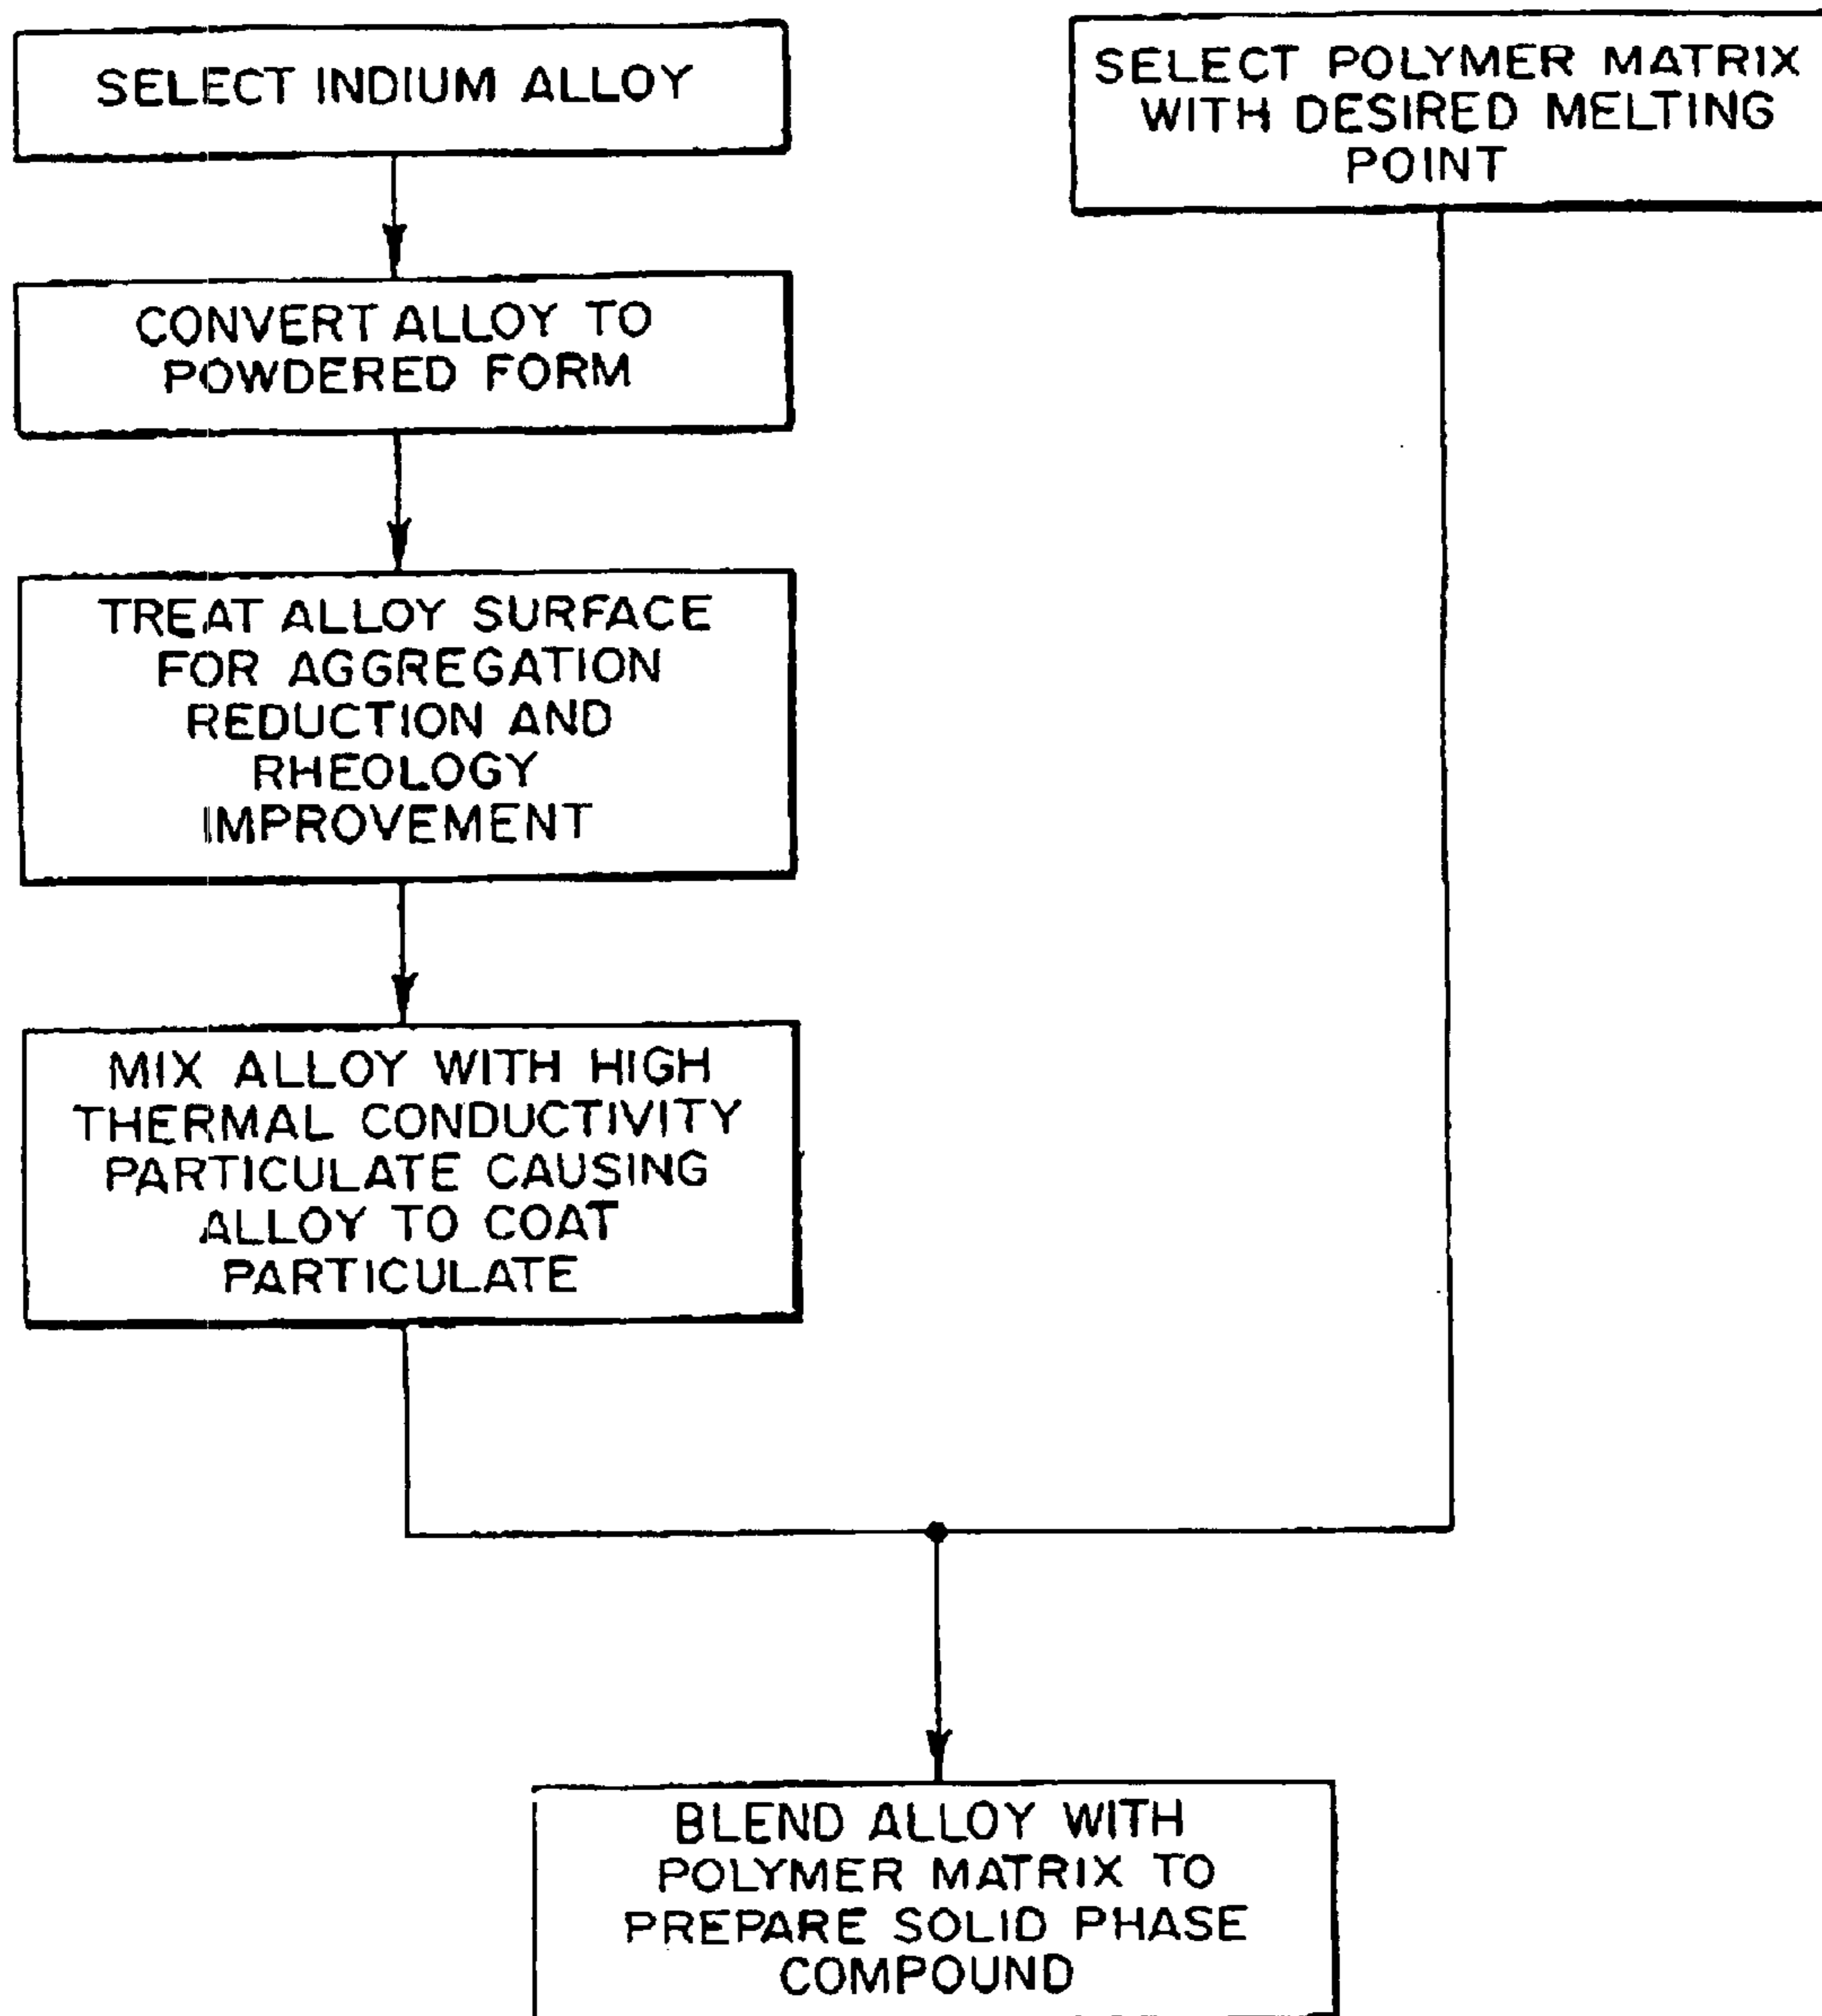 SELECT INDIUM ALLOY
SELECT POLYMER MATRIX
WITH DESIRED MELTING
POINT
CONVERT ALLOY TO
POWDERED FORM
TREAT ALLOY SURFACE
FOR AGGREGATION
REDUCTION AND
RHEOLOGY
IMPROVEMENT
MIX ALLOY WITH HIGH
THERMAL CONDUCTIVITY
PARTICULATE CAUSING
ALLOY TO COAT
PARTICULATE
BLEND ALLOY WITH
POLYMER MATRIX TO
PREPARE SOLID PHASE
COMPOUND